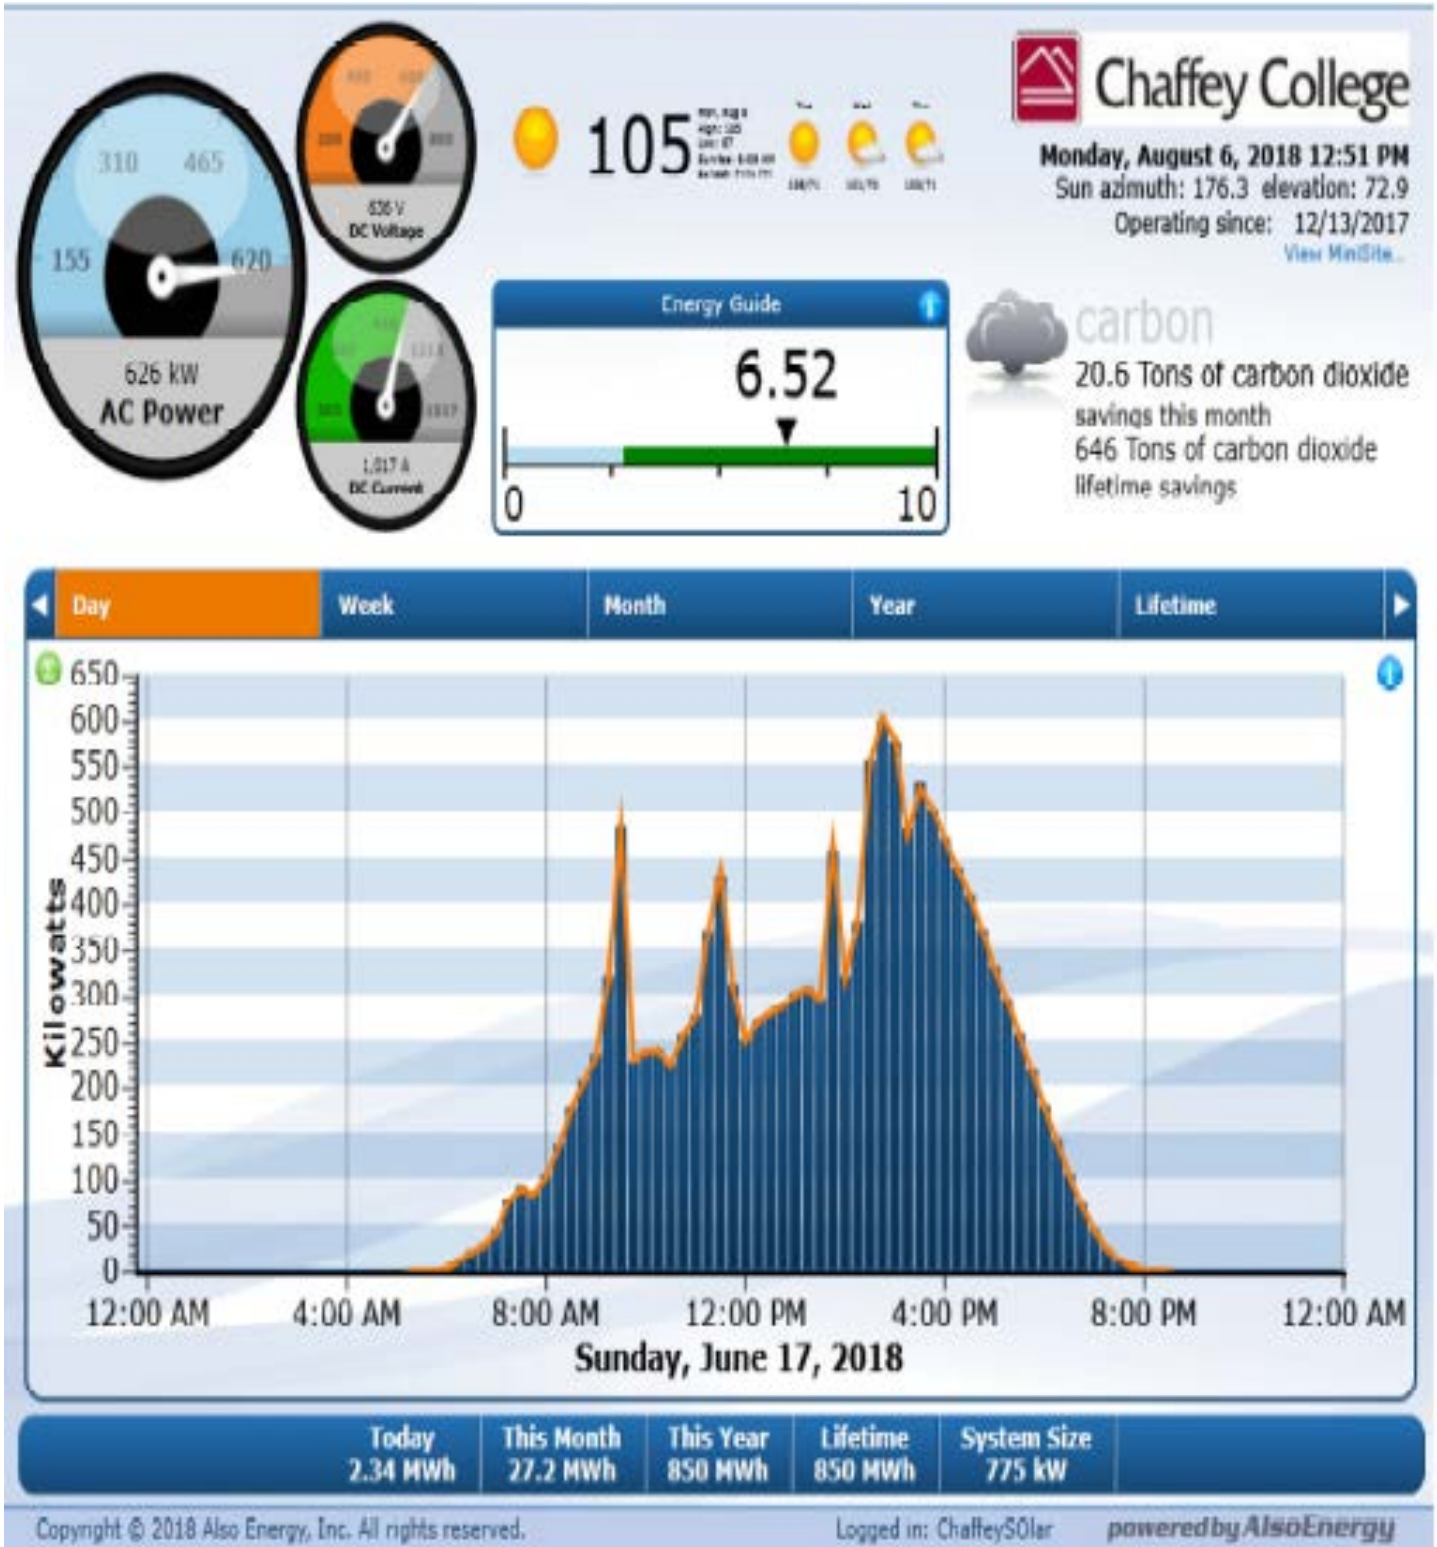 310 465
155 620
626 kW
AC Power
636 V
DC Voltage
1,017 A
DC Current
105
Chaffey College
Monday, August 6, 2018 12:51 PM
Sun azimuth: 176.3 elevation: 72.9
Operating since: 12/13/2017
View MiniSite...
Energy Guide
6.52
0 10
carbon
20.6 Tons of carbon dioxide
savings this month
646 Tons of carbon dioxide
lifetime savings
Day Week Month Year Lifetime
Kilowatts
650
600
550
500
450
400
350
300
250
200
150
100
50
0
12:00 AM 4:00 AM 8:00 AM 12:00 PM 4:00 PM 8:00 PM 12:00 AM
Sunday, June 17, 2018
Today This Month This Year Lifetime System Size
2.34 MWh 27.2 MWh 850 MWh 850 MWh 775 kW
Copyright © 2018 Also Energy, Inc. All rights reserved. Logged in: ChaffeySOlar poweredbyAlsoEnergy